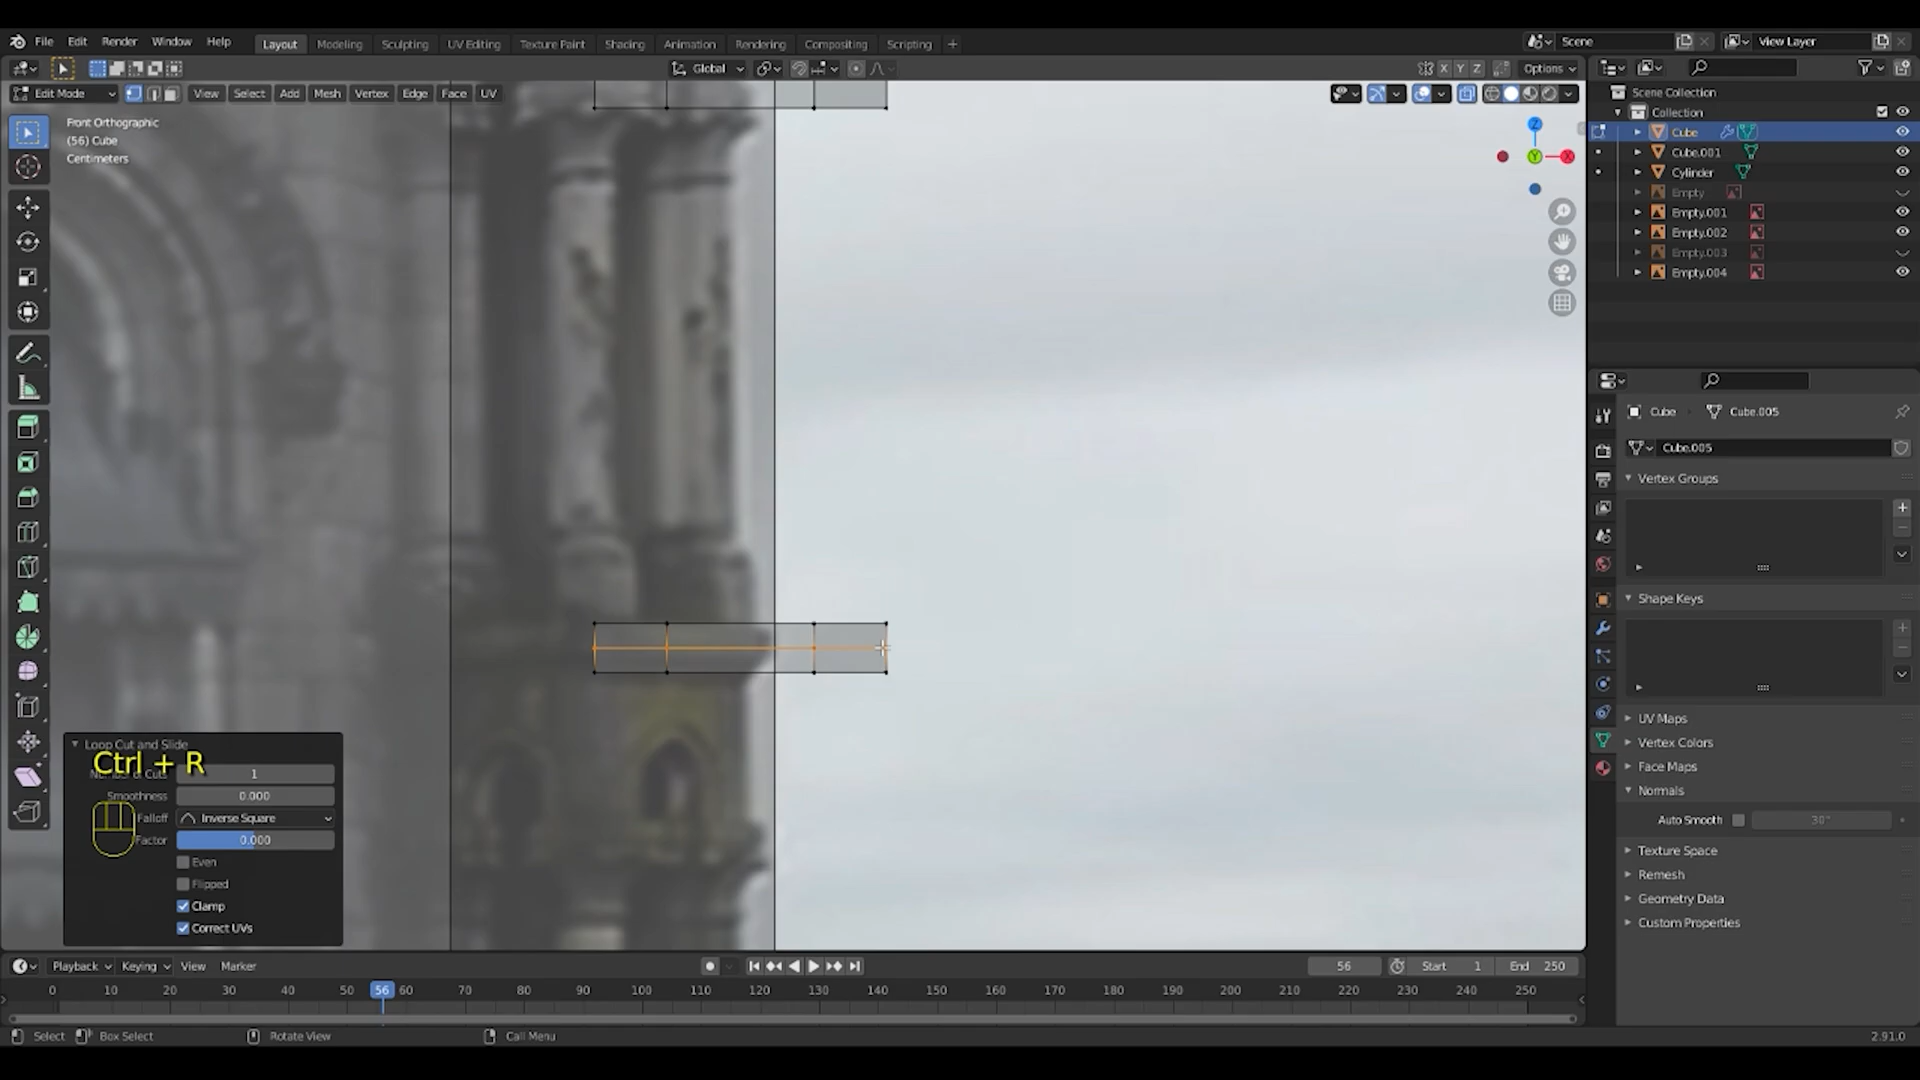 File Edit Render Window Help Layout Modeling Sculpting UV Editing Texture Paint Shading Animation Rendering Compositing Scripting + Scene View Layer
Global X Y Z Options
Edit Mode View Select Add Mesh Vertex Edge Face UV
Scene Collection
Collection
Cube
Cube.001
Cylinder
Empty
Empty.001
Empty.002
Empty.003
Empty.004
Front Orthographic
(56) Cube
Centimeters
Z
Y
X
Cube Cube.005
Cube.005
Vertex Groups
Shape Keys
UV Maps
Vertex Colors
Face Maps
Normals
Auto Smooth 30°
Texture Space
Remesh
Geometry Data
Custom Properties
Loop Cut and Slide
Ctrl + R
Number of Cuts 1
Smoothness 0.000
Falloff Inverse Square
Factor 0.000
Even
Flipped
Clamp
Correct UVs
Playback Keying View Marker 56 Start 1 End 250
0 10 20 30 40 50 56 60 70 80 90 100 110 120 130 140 150 160 170 180 190 200 210 220 230 240 250
Select Box Select Rotate View Call Menu 2.91.0